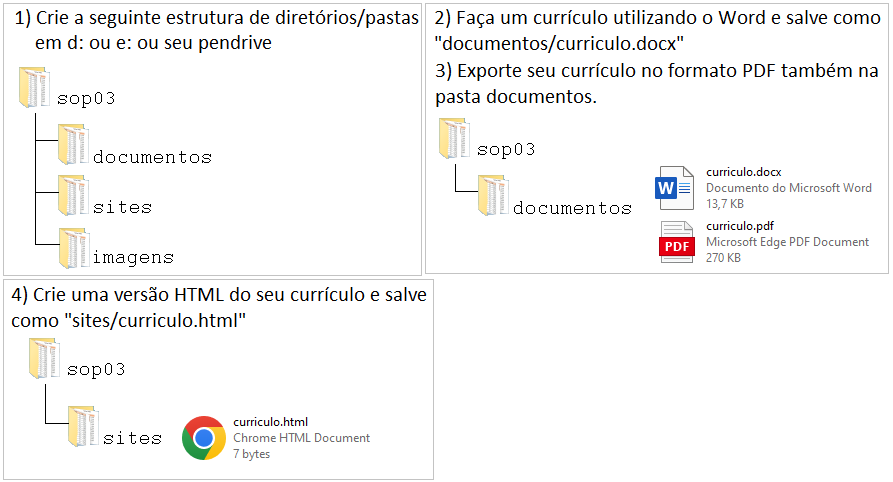 1) Crie a seguinte estrutura de diretórios/pastas
em d: ou e: ou seu pendrive
sop03
documentos
sites
imagens
2) Faça um currículo utilizando o Word e salve como
"documentos/curriculo.docx"
3) Exporte seu currículo no formato PDF também na
pasta documentos.
sop03
documentos
W
curriculo.docx
Documento do Microsoft Word
13,7 KB
PDF
curriculo.pdf
Microsoft Edge PDF Document
270 KB
4) Crie uma versão HTML do seu currículo e salve
como "sites/curriculo.html"
sop03
sites
curriculo.html
Chrome HTML Document
7 bytes